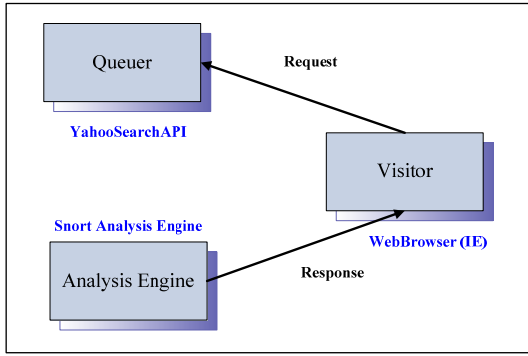 Queuer
Request
YahooSearchAPI
Visitor
Snort Analysis Engine
WebBrowser (IE)
Analysis Engine
Response